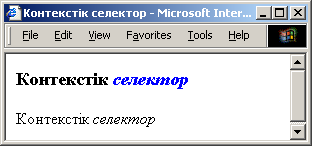 Контекстік селектор - Microsoft Inter...
File Edit View Favorites Tools Help
Контекстік селектор
Контекстік селектор